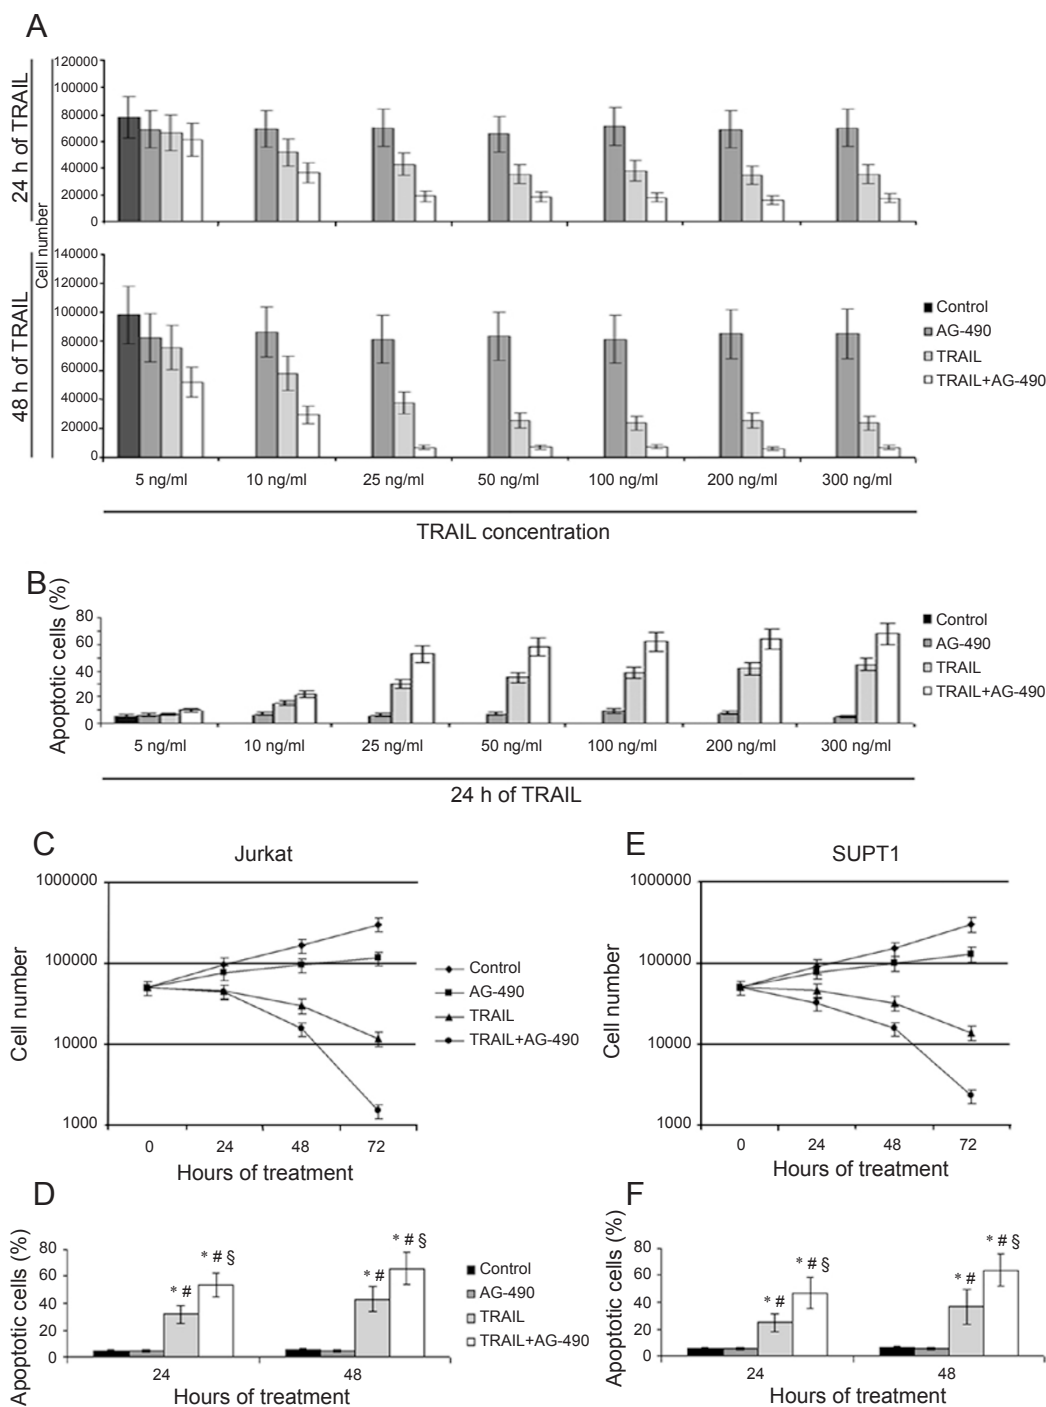 A
24 h of TRAIL
Cell number
120000
100000
80000
60000
40000
20000
0
48 h of TRAIL
140000
120000
100000
80000
60000
40000
20000
0
Control
AG-490
TRAIL
TRAIL+AG-490
5 ng/ml 10 ng/ml 25 ng/ml 50 ng/ml 100 ng/ml 200 ng/ml 300 ng/ml
TRAIL concentration
B
Apoptotic cells (%)
80
60
40
20
0
Control
AG-490
TRAIL
TRAIL+AG-490
5 ng/ml 10 ng/ml 25 ng/ml 50 ng/ml 100 ng/ml 200 ng/ml 300 ng/ml
24 h of TRAIL
C
Jurkat
Cell number
1000000
100000
10000
1000
0 24 48 72
Hours of treatment
Control
AG-490
TRAIL
TRAIL+AG-490
E
SUPT1
Cell number
1000000
100000
10000
1000
0 24 48 72
Hours of treatment
D
Apoptotic cells (%)
80
60
40
20
0
* #
* # §
* #
* # §
24 48
Hours of treatment
Control
AG-490
TRAIL
TRAIL+AG-490
F
Apoptotic cells (%)
80
60
40
20
0
* #
* # §
* #
* # §
24 48
Hours of treatment